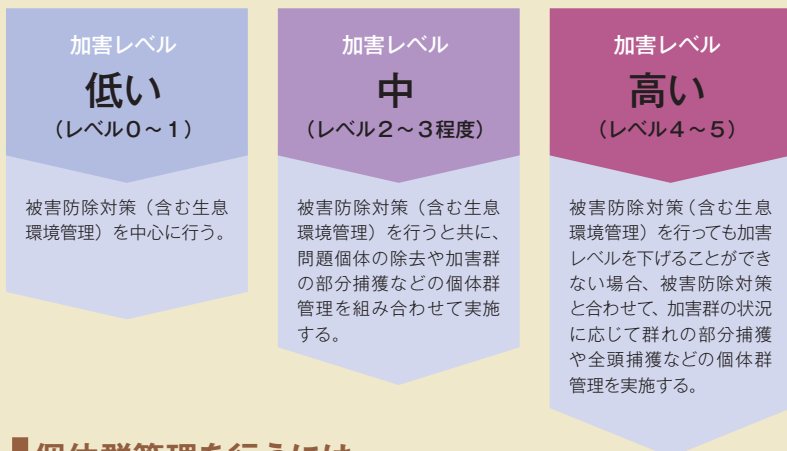 加害レベル
低い
（レベル０～１）
被害防除対策（含む生息
環境管理）を中心に行う。
加害レベル
中
（レベル２～３程度）
被害防除対策（含む生息
環境管理）を行うと共に、
問題個体の除去や加害群
の部分捕獲などの個体群
管理を組み合わせて実施
する。
加害レベル
高い
（レベル４～５）
被害防除対策（含む生息
環境管理）を行っても加害
レベルを下げることができ
ない場合、被害防除対策
と合わせて、加害群の状況
に応じて群れの部分捕獲
や全頭捕獲などの個体群
管理を実施する。
個体群管理を行うには